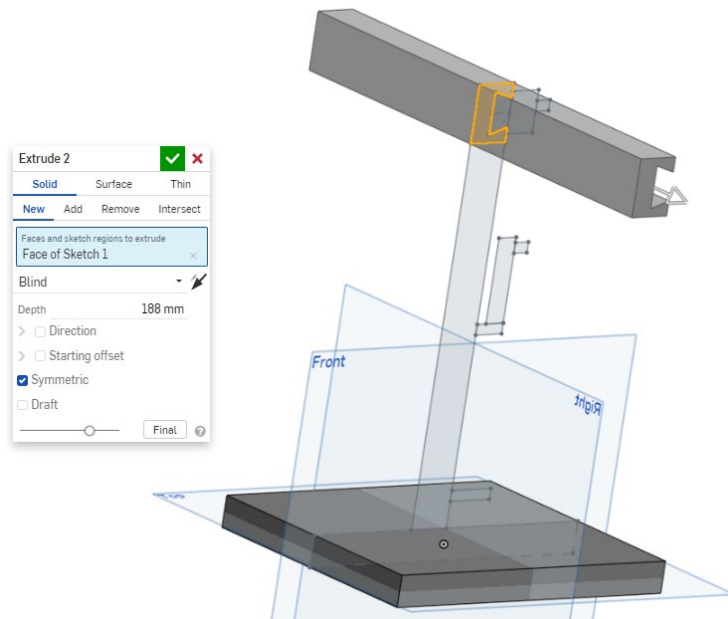 Extrude 2
Solid Surface Thin
New Add Remove Intersect
Faces and sketch regions to extrude
Face of Sketch 1
Blind
Depth 188 mm
Direction
Starting offset
Symmetric
Draft
Final
Front
Right